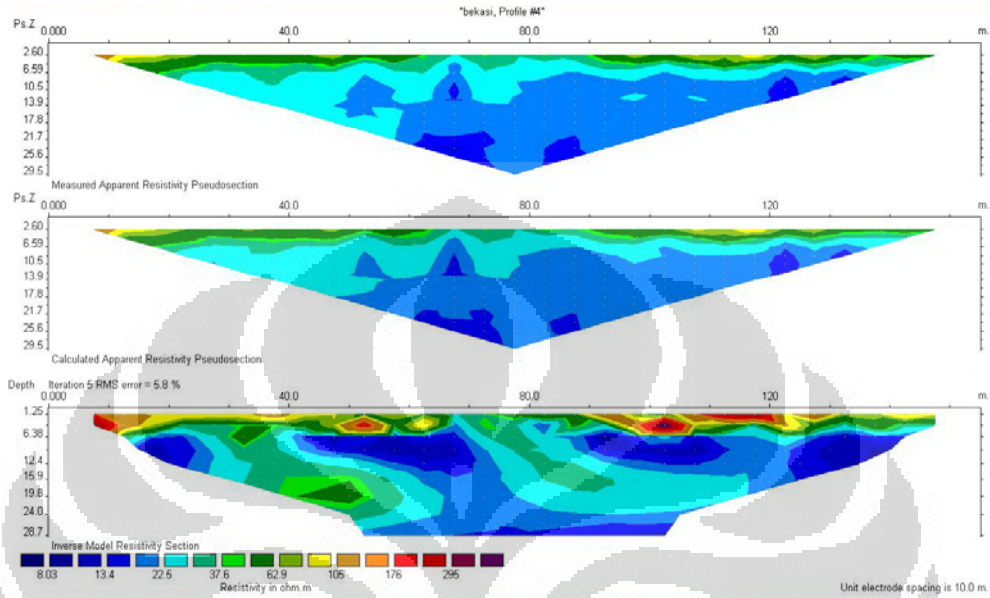 "bekasi, Profile #4"
Ps.Z 0.000 40.0 80.0 120 m.
2.60
6.59
10.5
13.9
17.8
21.7
25.6
29.5
Measured Apparent Resistivity Pseudosection
Ps.Z 0.000 40.0 80.0 120 m.
2.60
6.59
10.5
13.9
17.8
21.7
25.6
29.5
Calculated Apparent Resistivity Pseudosection
Depth Iteration 5 RMS error = 5.8 %
0.000 40.0 80.0 120 m.
1.25
6.38
12.4
15.9
19.8
24.0
28.7
Inverse Model Resistivity Section
8.03 13.4 22.5 37.6 62.9 105 176 295
Resistivity in ohm.m
Unit electrode spacing is 10.0 m.